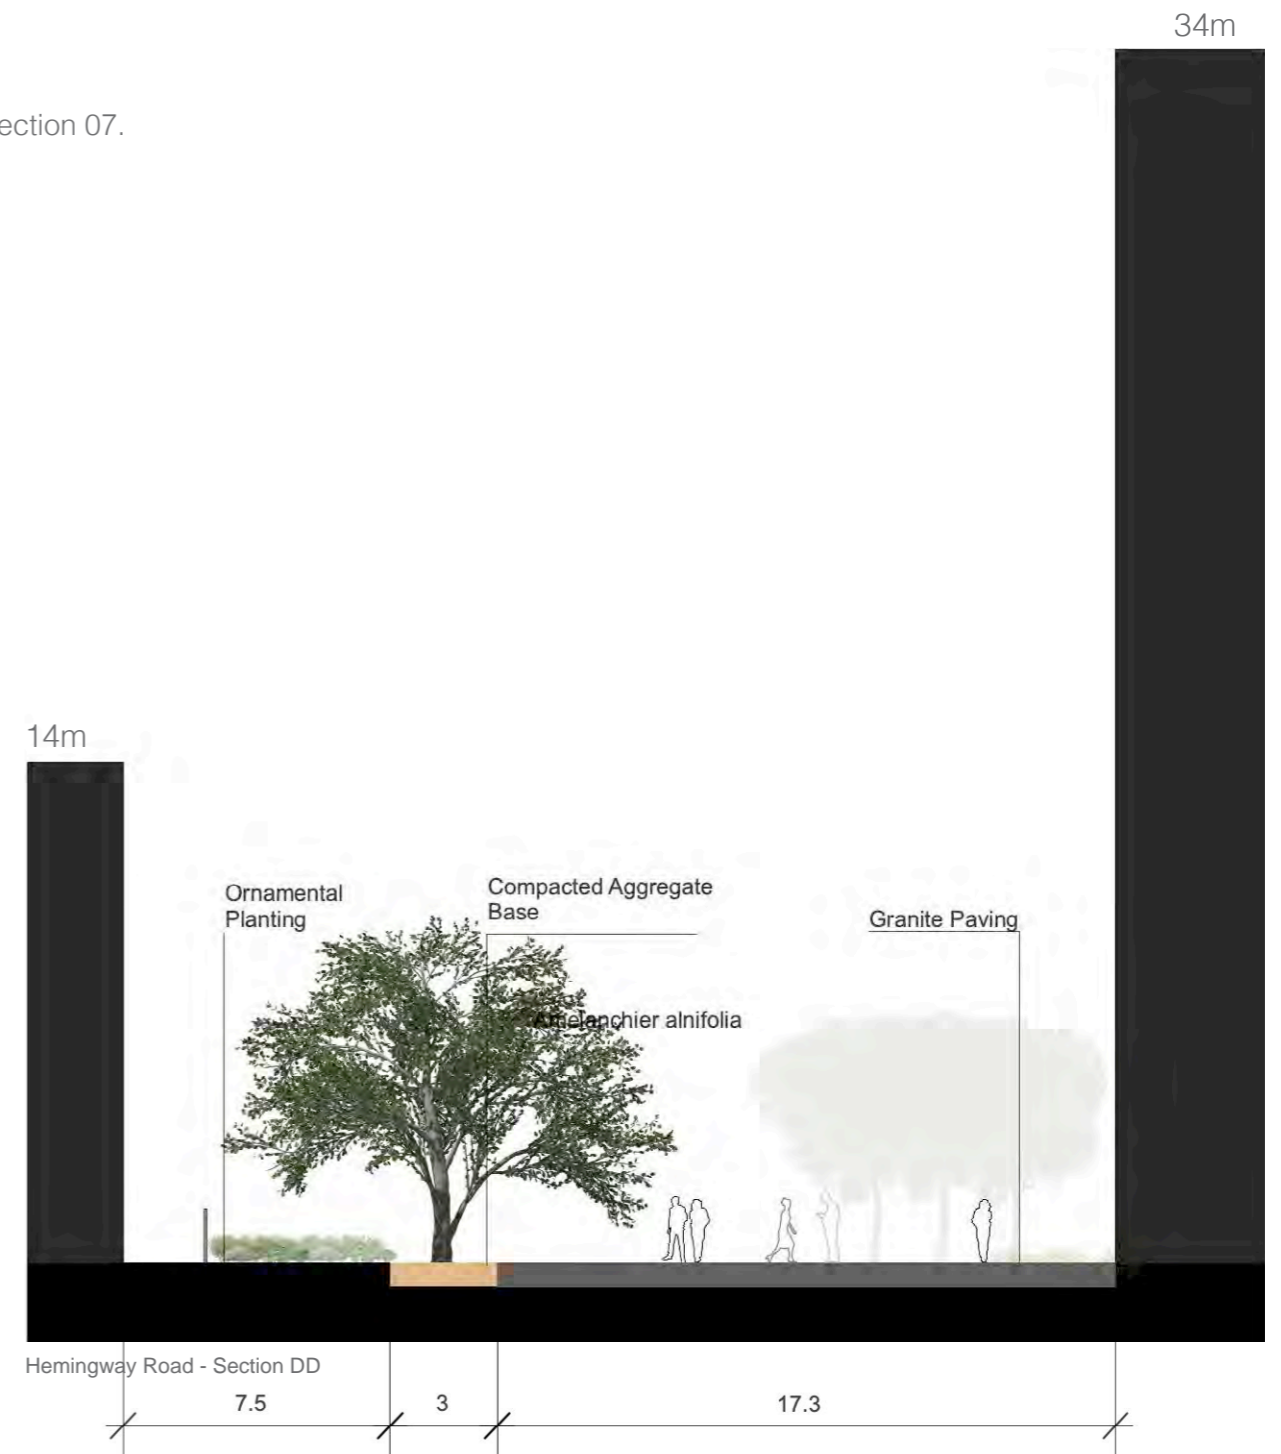 34m
ection 07.
14m
Ornamental
Planting
Compacted Aggregate
Base
Granite Paving
Amelanchier alnifolia
Hemingway Road - Section DD
7.5
3
17.3